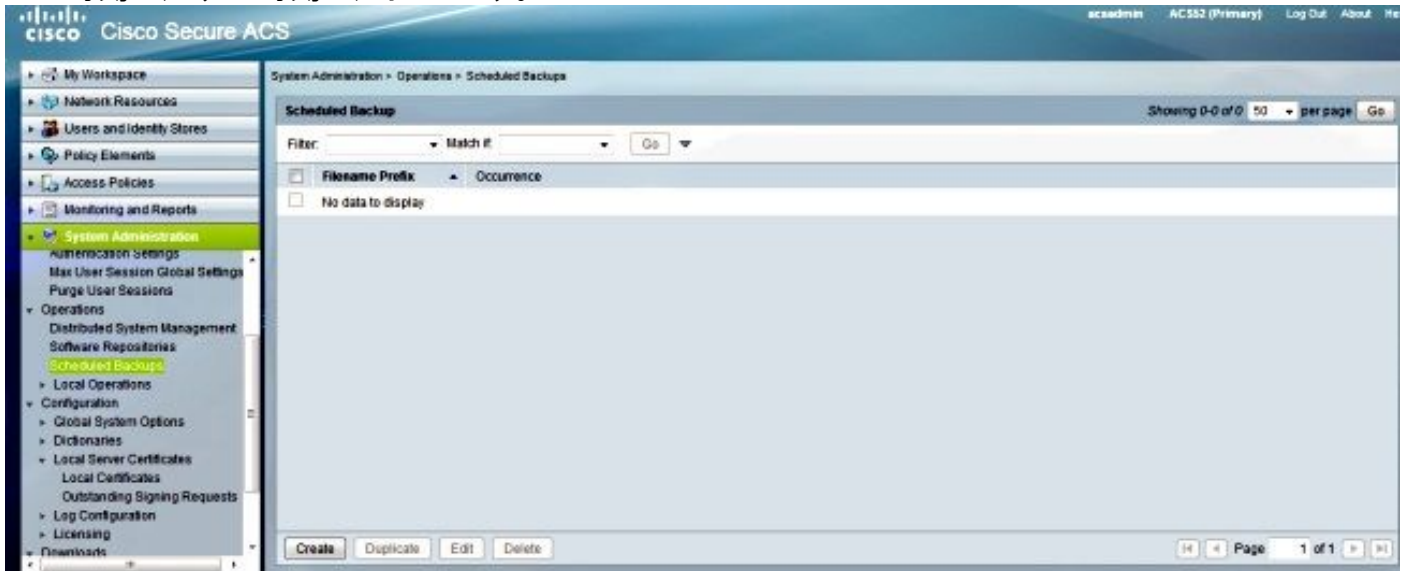 acsadmin ACS52 (Primary) Log Out About He
CISCO Cisco Secure ACS
My Workspace
Network Resources
Users and Identity Stores
Policy Elements
Access Policies
Monitoring and Reports
System Administration
Authentication Settings
Max User Session Global Settings
Purge User Sessions
Operations
Distributed System Management
Software Repositories
Scheduled Backups
Local Operations
Configuration
Global System Options
Dictionaries
Local Server Certificates
Local Certificates
Outstanding Signing Requests
Log Configuration
Licensing
Downloads
System Administration > Operations > Scheduled Backups
Scheduled Backup Showing 0-0 of 0 50 per page Go
Filter: Match if: Go
Filename Prefix Occurrence
No data to display
Create Duplicate Edit Delete Page 1 of 1